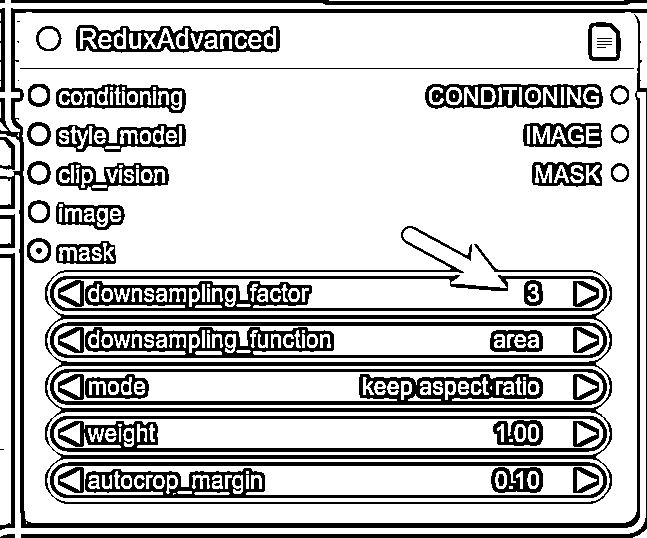 ReduxAdvanced
conditioning CONDITIONING
style_model IMAGE
clip_vision MASK
image
mask
downsampling_factor 3
downsampling_function area
mode keep aspect ratio
weight 1.00
autocrop_margin 0.10